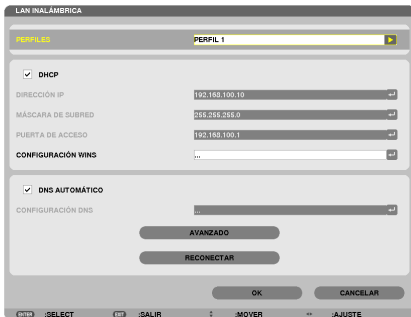 LAN INALÁMBRICA
PERFILES PERFIL 1
DHCP
DIRECCIÓN IP 192.168.100.10
MÁSCARA DE SUBRED 255.255.255.0
PUERTA DE ACCESO 192.168.100.1
CONFIGURACIÓN WINS ...
DNS AUTOMÁTICO
CONFIGURACIÓN DNS ...
AVANZADO
RECONECTAR
OK CANCELAR
ENTER :SELECT EXIT :SALIR :MOVER :AJUSTE